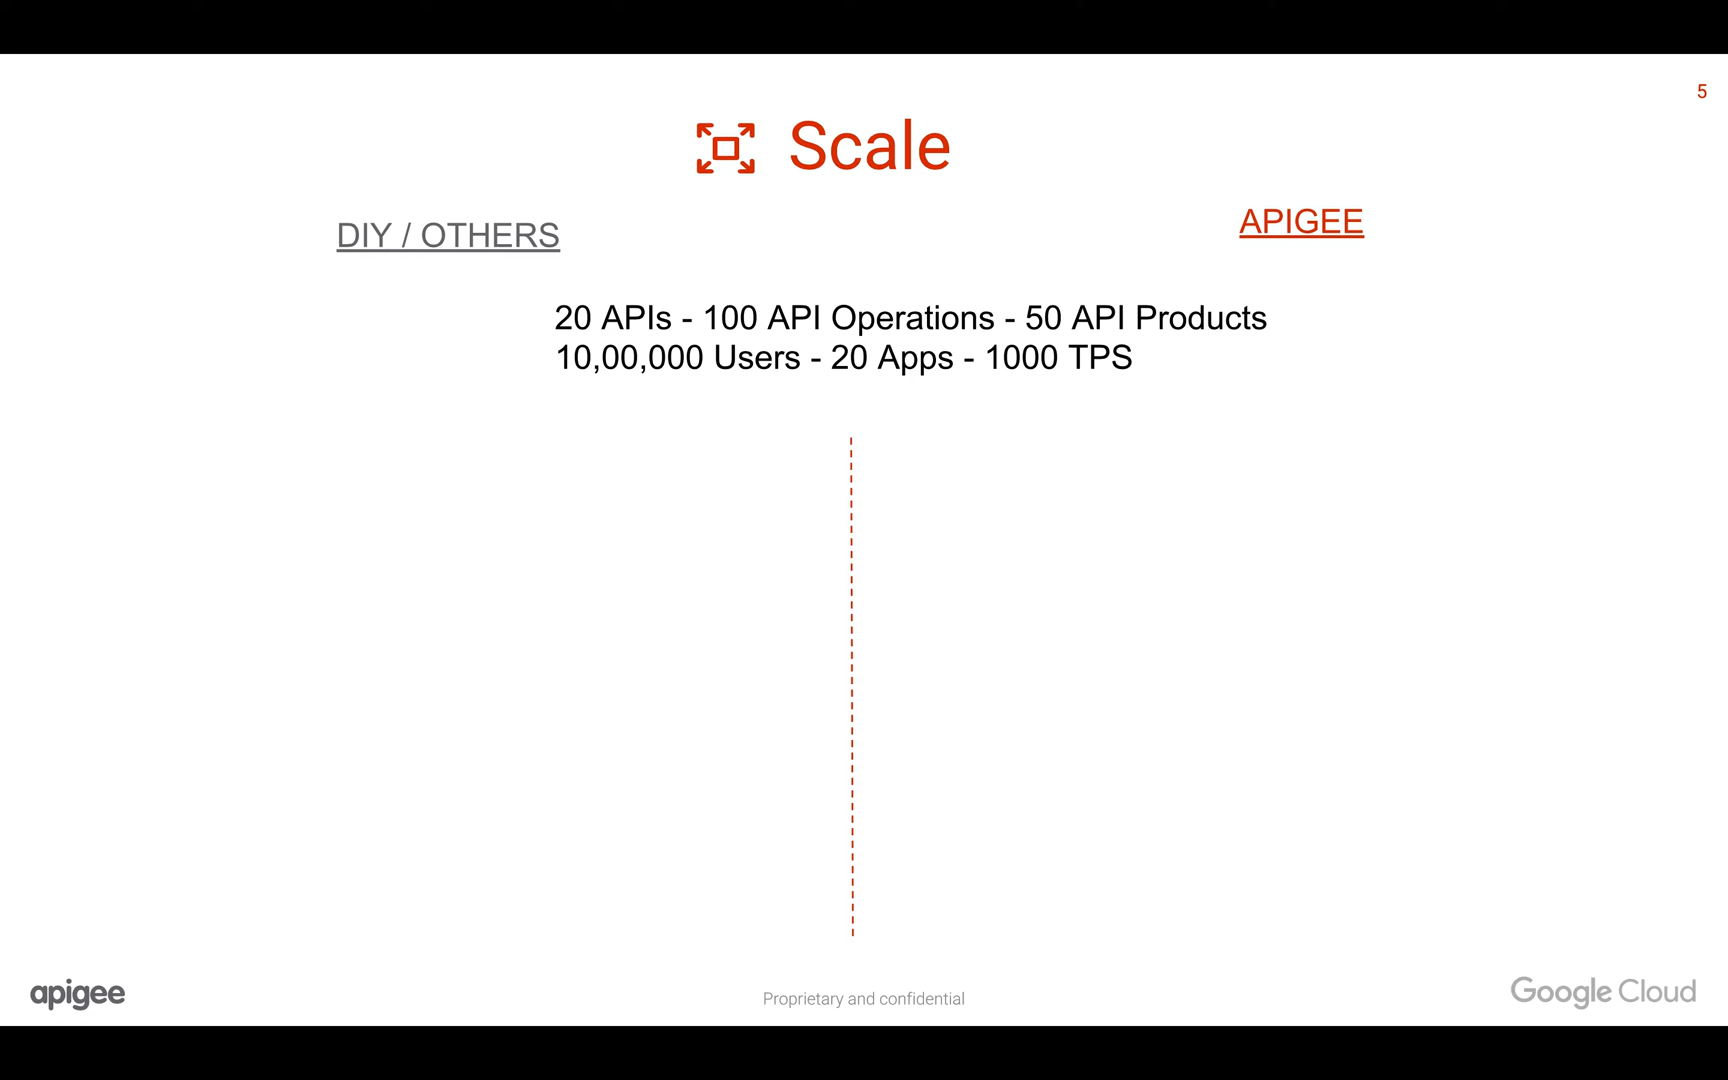 5
Scale
DIY / OTHERS
APIGEE
20 APIs - 100 API Operations - 50 API Products
10,00,000 Users - 20 Apps - 1000 TPS
apigee
Proprietary and confidential
Google Cloud